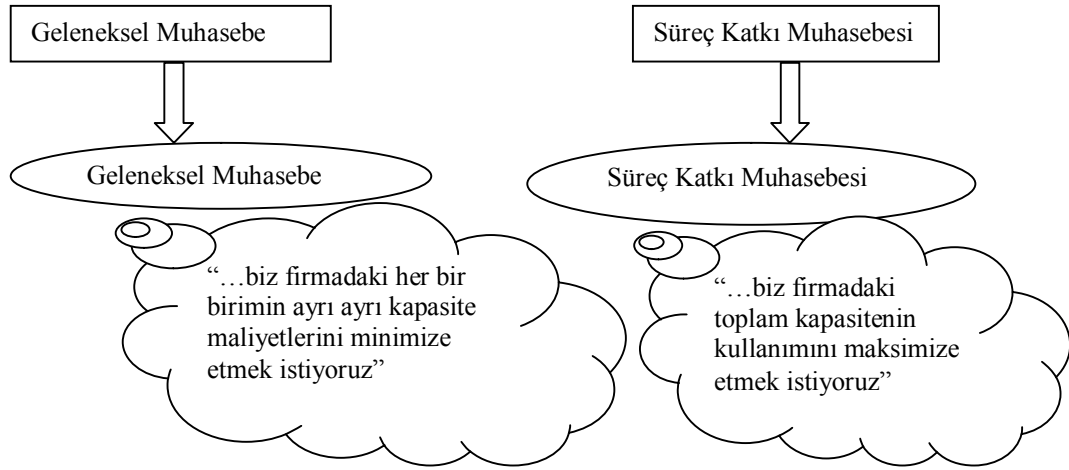 Geleneksel Muhasebe
Süreç Katkı Muhasebesi
Geleneksel Muhasebe
Süreç Katkı Muhasebesi
“…biz firmadaki her bir
birimin ayrı ayrı kapasite
maliyetlerini minimize
etmek istiyoruz”
“…biz firmadaki
toplam kapasitenin
kullanımını maksimize
etmek istiyoruz”